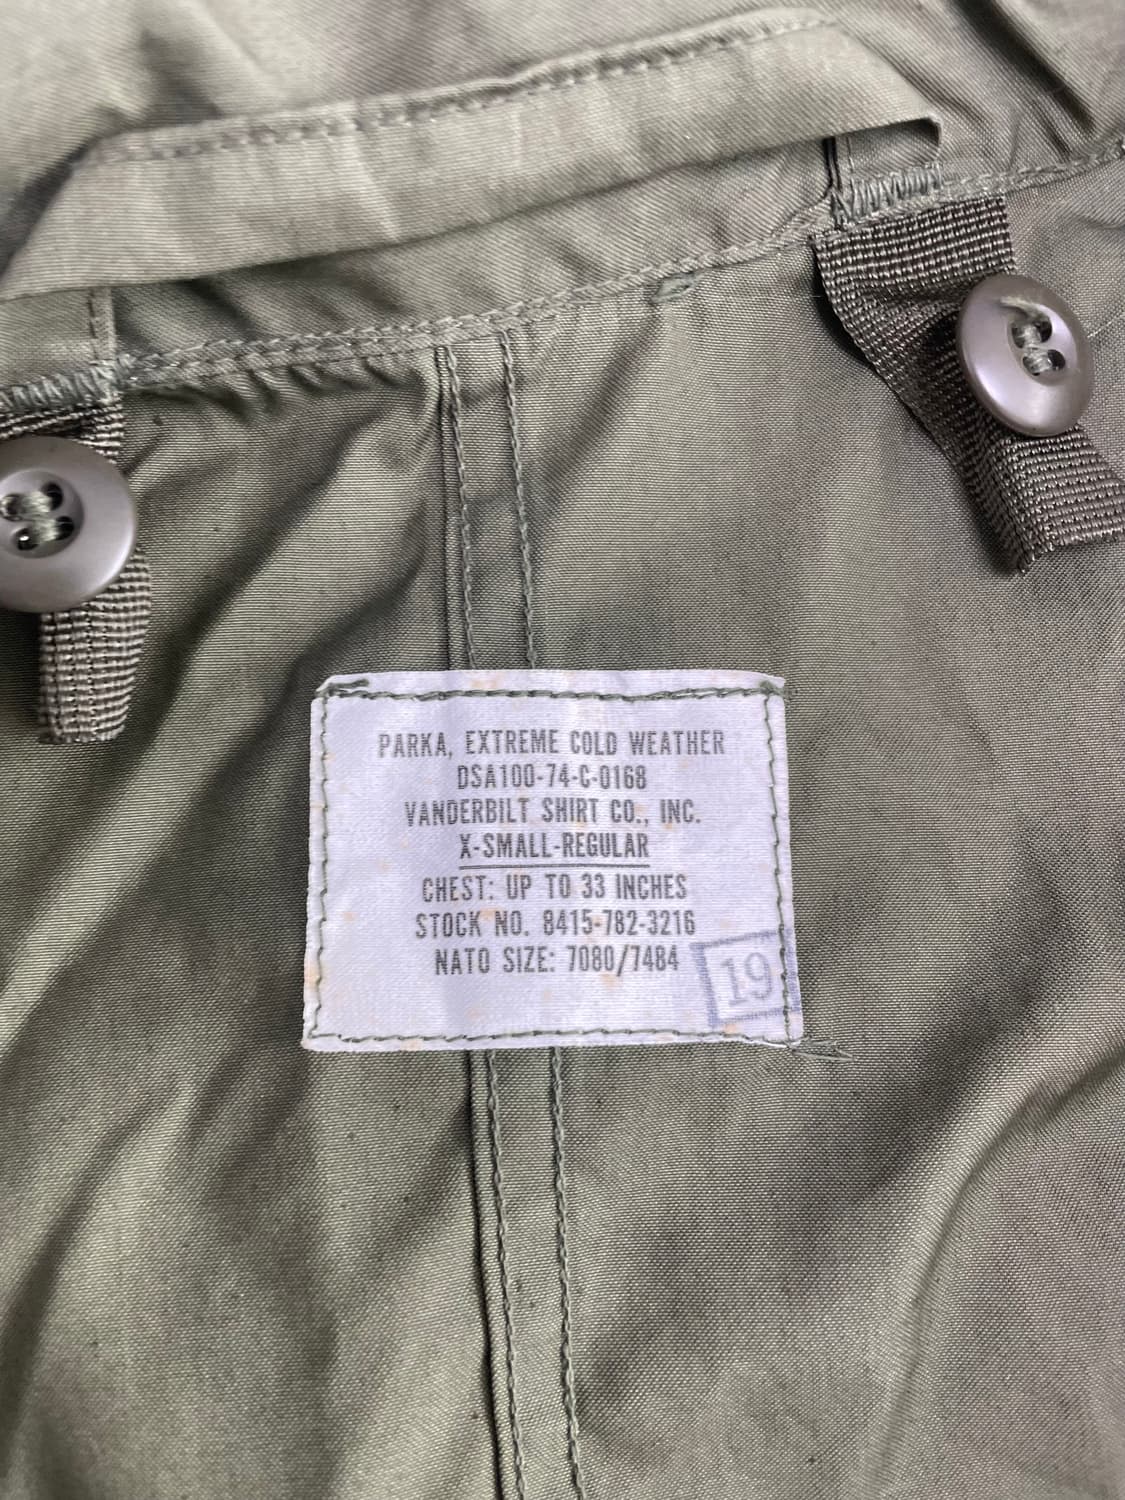 PARKA, EXTREME COLD WEATHER
DSA100-74-C-0168
VANDERBILT SHIRT CO., INC.
X-SMALL-REGULAR
CHEST: UP TO 33 INCHES
STOCK NO. 8415-782-3216
NATO SIZE: 7080/7484
19